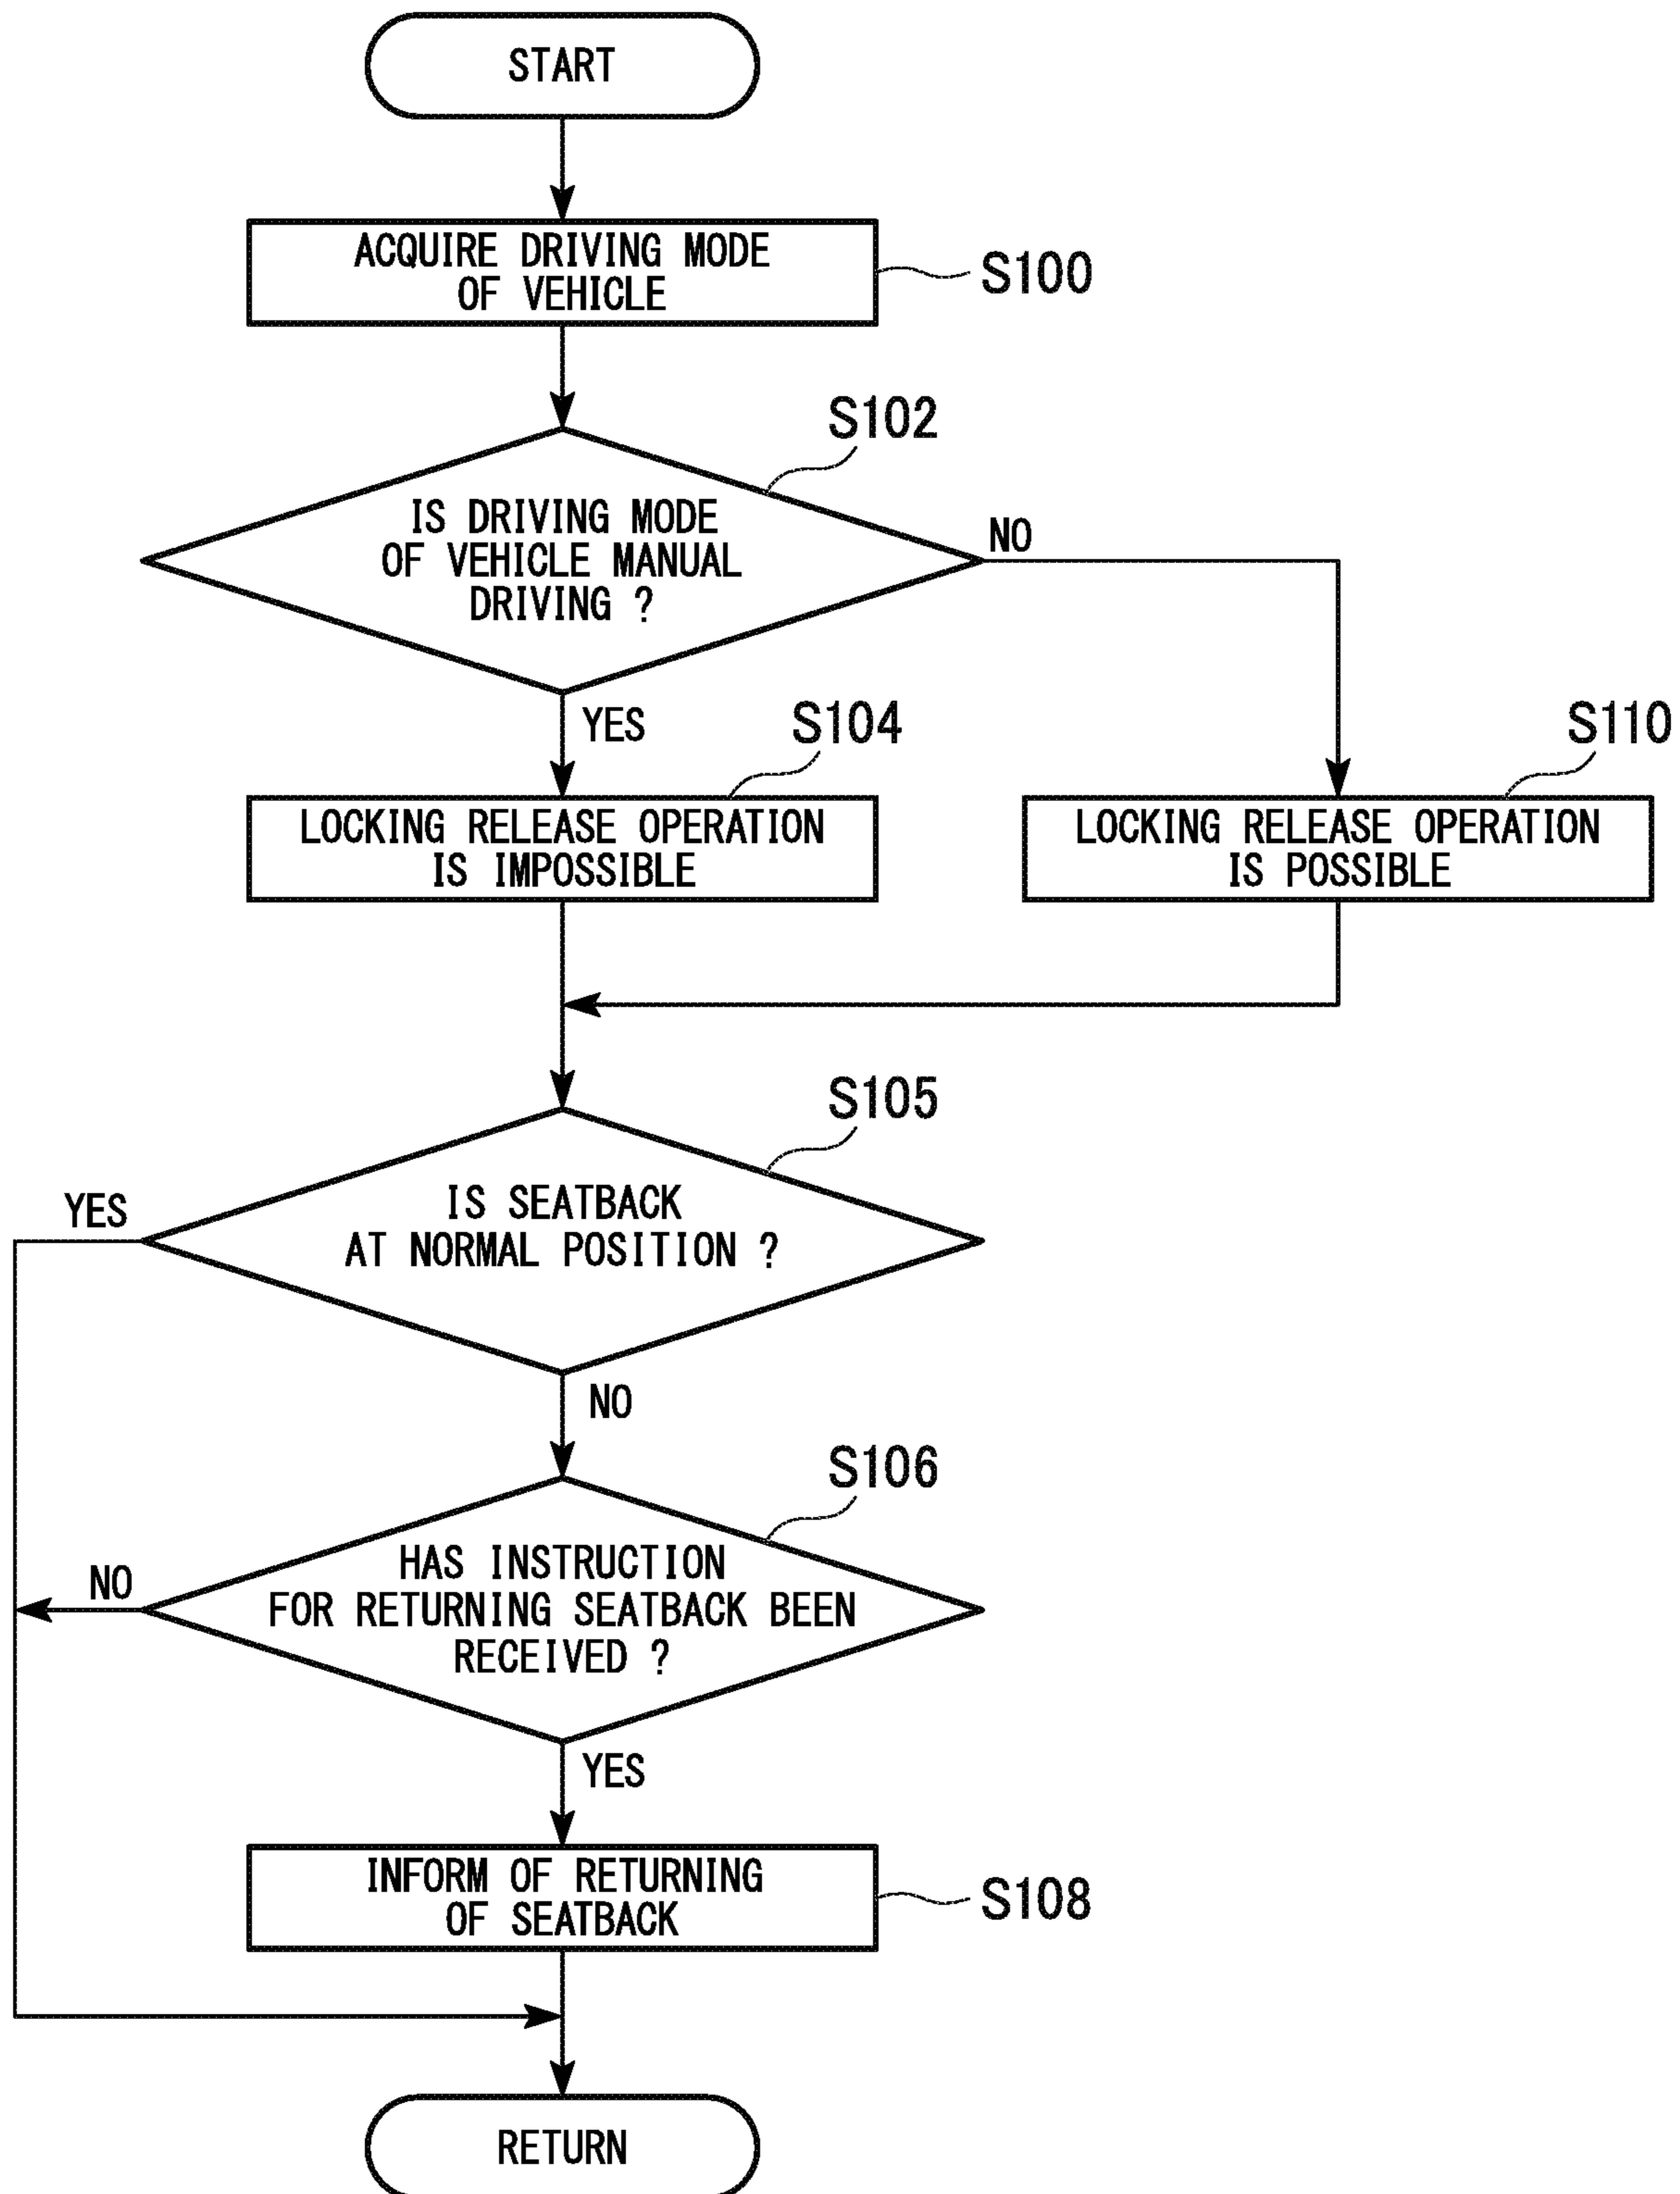 START
ACQUIRE DRIVING MODE
OF VEHICLE
S100
S102
IS DRIVING MODE
OF VEHICLE MANUAL
DRIVING ?
NO
YES
S104
S110
LOCKING RELEASE OPERATION
IS IMPOSSIBLE
LOCKING RELEASE OPERATION
IS POSSIBLE
S105
YES
IS SEATBACK
AT NORMAL POSITION ?
NO
S106
NO
HAS INSTRUCTION
FOR RETURNING SEATBACK BEEN
RECEIVED ?
YES
INFORM OF RETURNING
OF SEATBACK
S108
RETURN